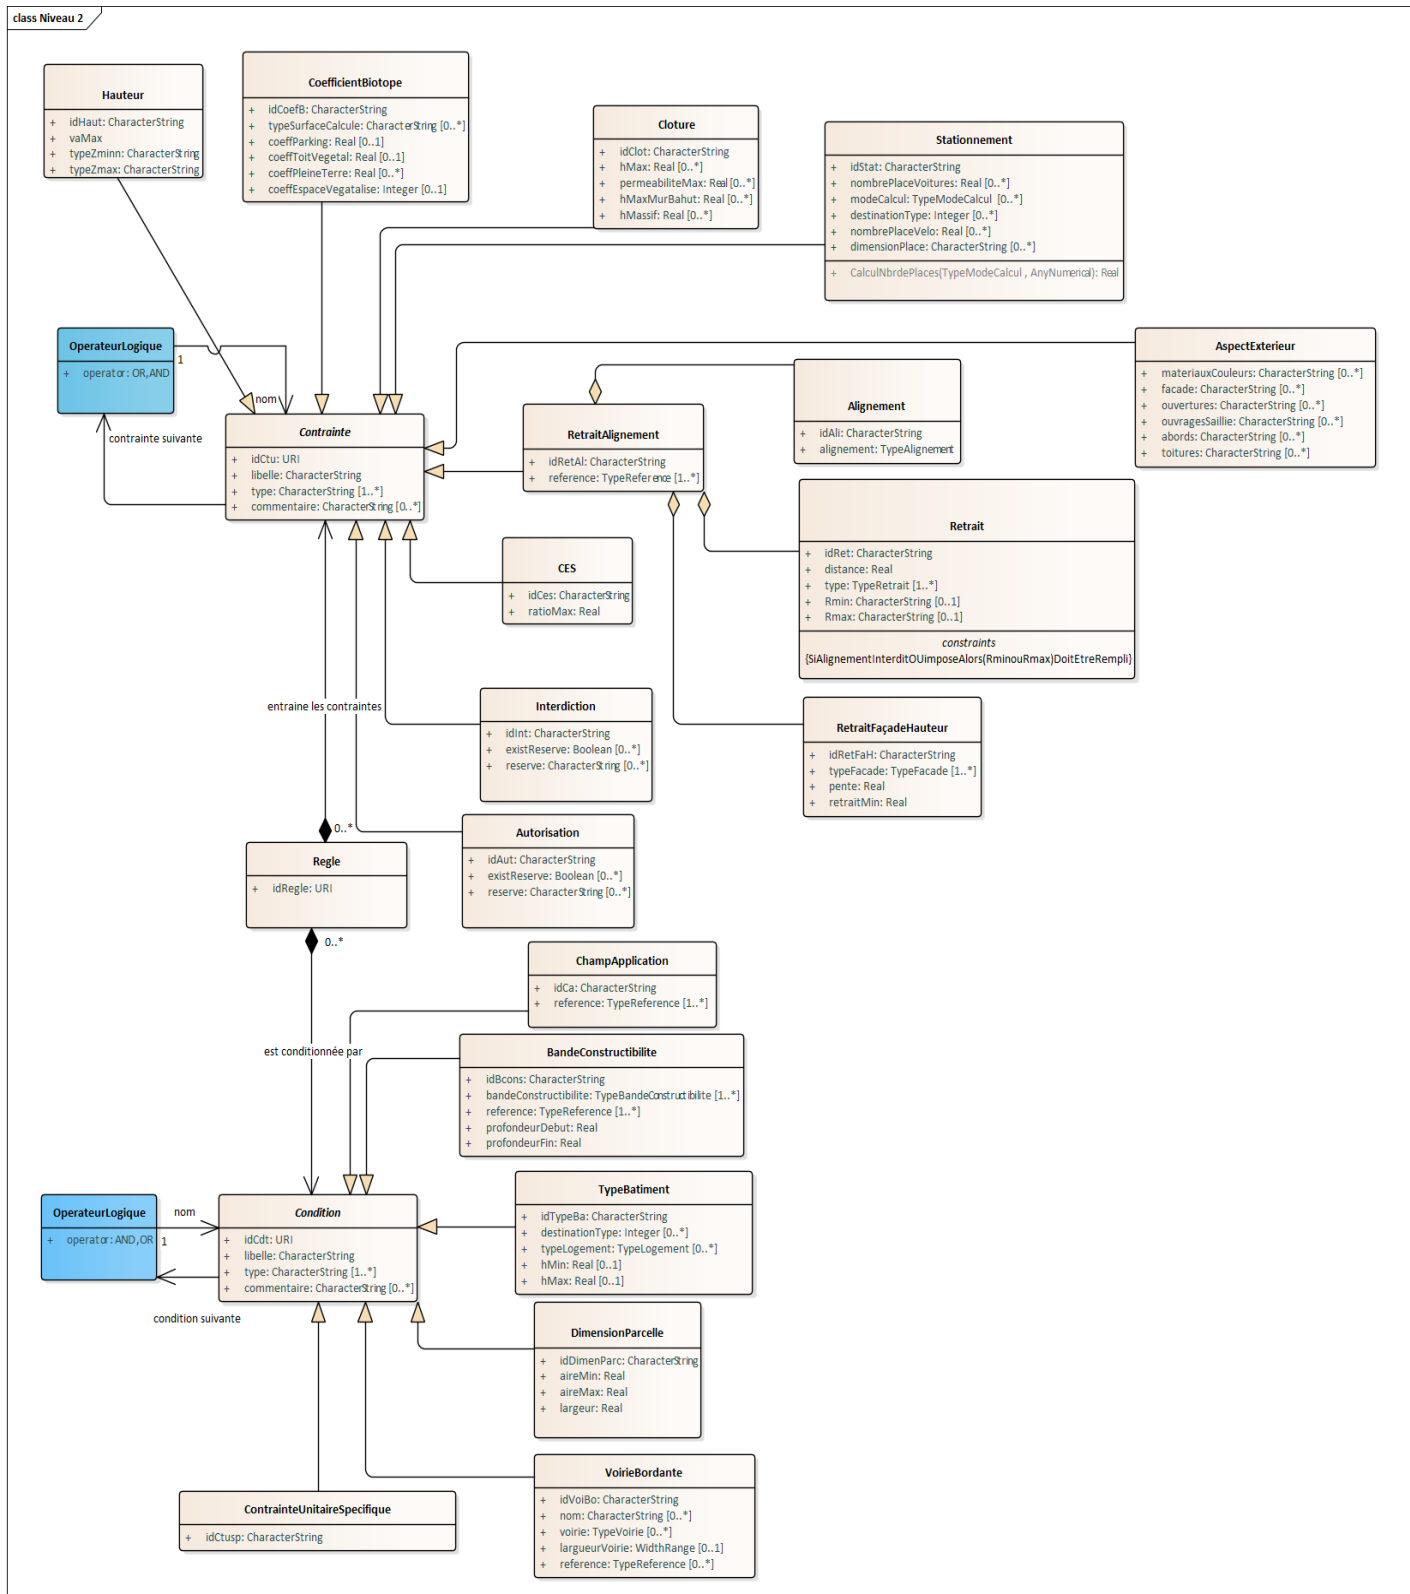 class Niveau 2
Hauteur
+ idHaut: CharacterString
+ vaMax
+ typeZminn: CharacterString
+ typeZmax: CharacterString
CoefficientBiotope
+ idCoefB: CharacterString
+ typeSurfaceCalcule: CharacterString [0..*]
+ coeffParking: Real [0..1]
+ coeffToitVegetal: Real [0..1]
+ coeffPleineTerre: Real [0..*]
+ coeffEspaceVegatalise: Integer [0..1]
Cloture
+ idClot: CharacterString
+ hMax: Real [0..*]
+ permeabiliteMax: Real [0..*]
+ hMaxMurBahut: Real [0..*]
+ hMassif: Real [0..*]
Stationnement
+ idStat: CharacterString
+ nombrePlaceVoitures: Real [0..*]
+ modeCalcul: TypeModeCalcul [0..*]
+ destinationType: Integer [0..*]
+ nombrePlaceVelo: Real [0..*]
+ dimensionPlace: CharacterString [0..*]
+ CalculNbrdePlaces(TypeModeCalcul , AnyNumerical): Real
OperateurLogique
+ operator: OR,AND
1
nom
contrainte suivante
Contrainte
+ idCtu: URI
+ libelle: CharacterString
+ type: CharacterString [1..*]
+ commentaire: CharacterString [0..*]
RetraitAlignement
+ idRetAl: CharacterString
+ reference: TypeReference [1..*]
Alignement
+ idAli: CharacterString
+ alignement: TypeAlignement
AspectExterieur
+ materiauxCouleurs: CharacterString [0..*]
+ facade: CharacterString [0..*]
+ ouvertures: CharacterString [0..*]
+ ouvragesSaillie: CharacterString [0..*]
+ abords: CharacterString [0..*]
+ toitures: CharacterString [0..*]
Retrait
+ idRet: CharacterString
+ distance: Real
+ type: TypeRetrait [1..*]
+ Rmin: CharacterString [0..1]
+ Rmax: CharacterString [0..1]
constraints
{SiAlignementInterditOUimposeAlors(RminouRmax)DoitEtreRempli}
CES
+ idCes: CharacterString
+ ratioMax: Real
entraine les contraintes
Interdiction
+ idInt: CharacterString
+ existReserve: Boolean [0..*]
+ reserve: CharacterString [0..*]
RetraitFaçadeHauteur
+ idRetFaH: CharacterString
+ typeFacade: TypeFacade [1..*]
+ pente: Real
+ retraitMin: Real
0..*
Autorisation
+ idAut: CharacterString
+ existReserve: Boolean [0..*]
+ reserve: CharacterString [0..*]
Regle
+ idRegle: URI
0..*
ChampApplication
+ idCa: CharacterString
+ reference: TypeReference [1..*]
est conditionnée par
BandeConstructibilite
+ idBcons: CharacterString
+ bandeConstructibilite: TypeBandeConstructibilite [1..*]
+ reference: TypeReference [1..*]
+ profondeurDebut: Real
+ profondeurFin: Real
OperateurLogique
+ operator: AND,OR
nom
1
condition suivante
Condition
+ idCdt: URI
+ libelle: CharacterString
+ type: CharacterString [1..*]
+ commentaire: CharacterString [0..*]
TypeBatiment
+ idTypeBa: CharacterString
+ destinationType: Integer [0..*]
+ typeLogement: TypeLogement [0..*]
+ hMin: Real [0..1]
+ hMax: Real [0..1]
DimensionParcelle
+ idDimenParc: CharacterString
+ aireMin: Real
+ aireMax: Real
+ largeur: Real
VoirieBordante
+ idVoiBo: CharacterString
+ nom: CharacterString [0..*]
+ voirie: TypeVoirie [0..*]
+ largueurVoirie: WidthRange [0..1]
+ reference: TypeReference [0..*]
ContrainteUnitaireSpecifique
+ idCtusp: CharacterString